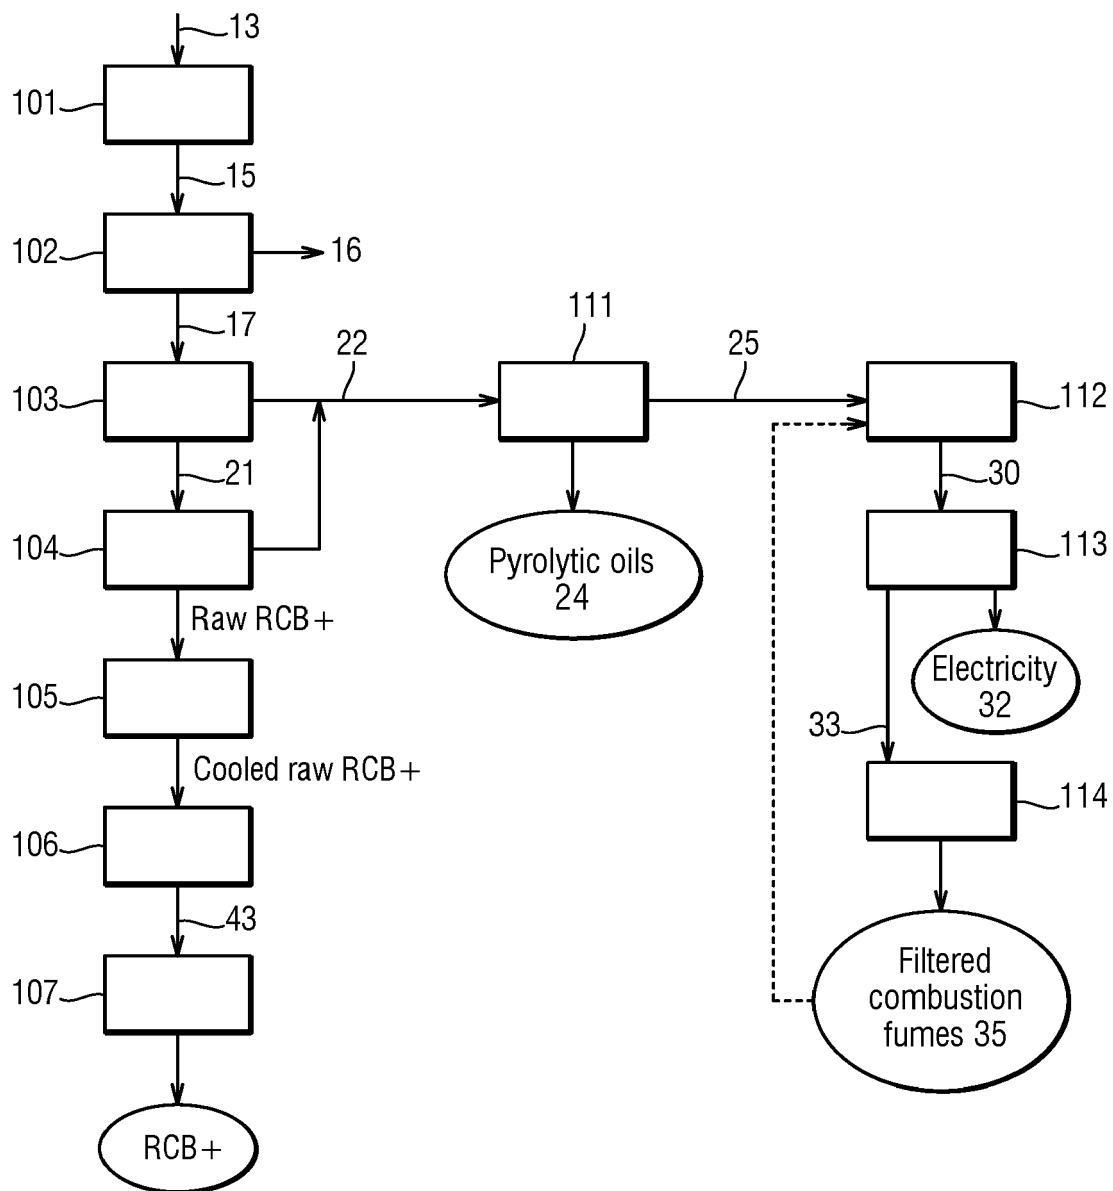 13
101
15
102
16
17
111
22
25
103
112
21
30
104
Pyrolytic oils
24
113
Raw RCB+
Electricity
32
105
33
Cooled raw RCB+
114
106
43
Filtered
combustion
fumes 35
107
RCB+